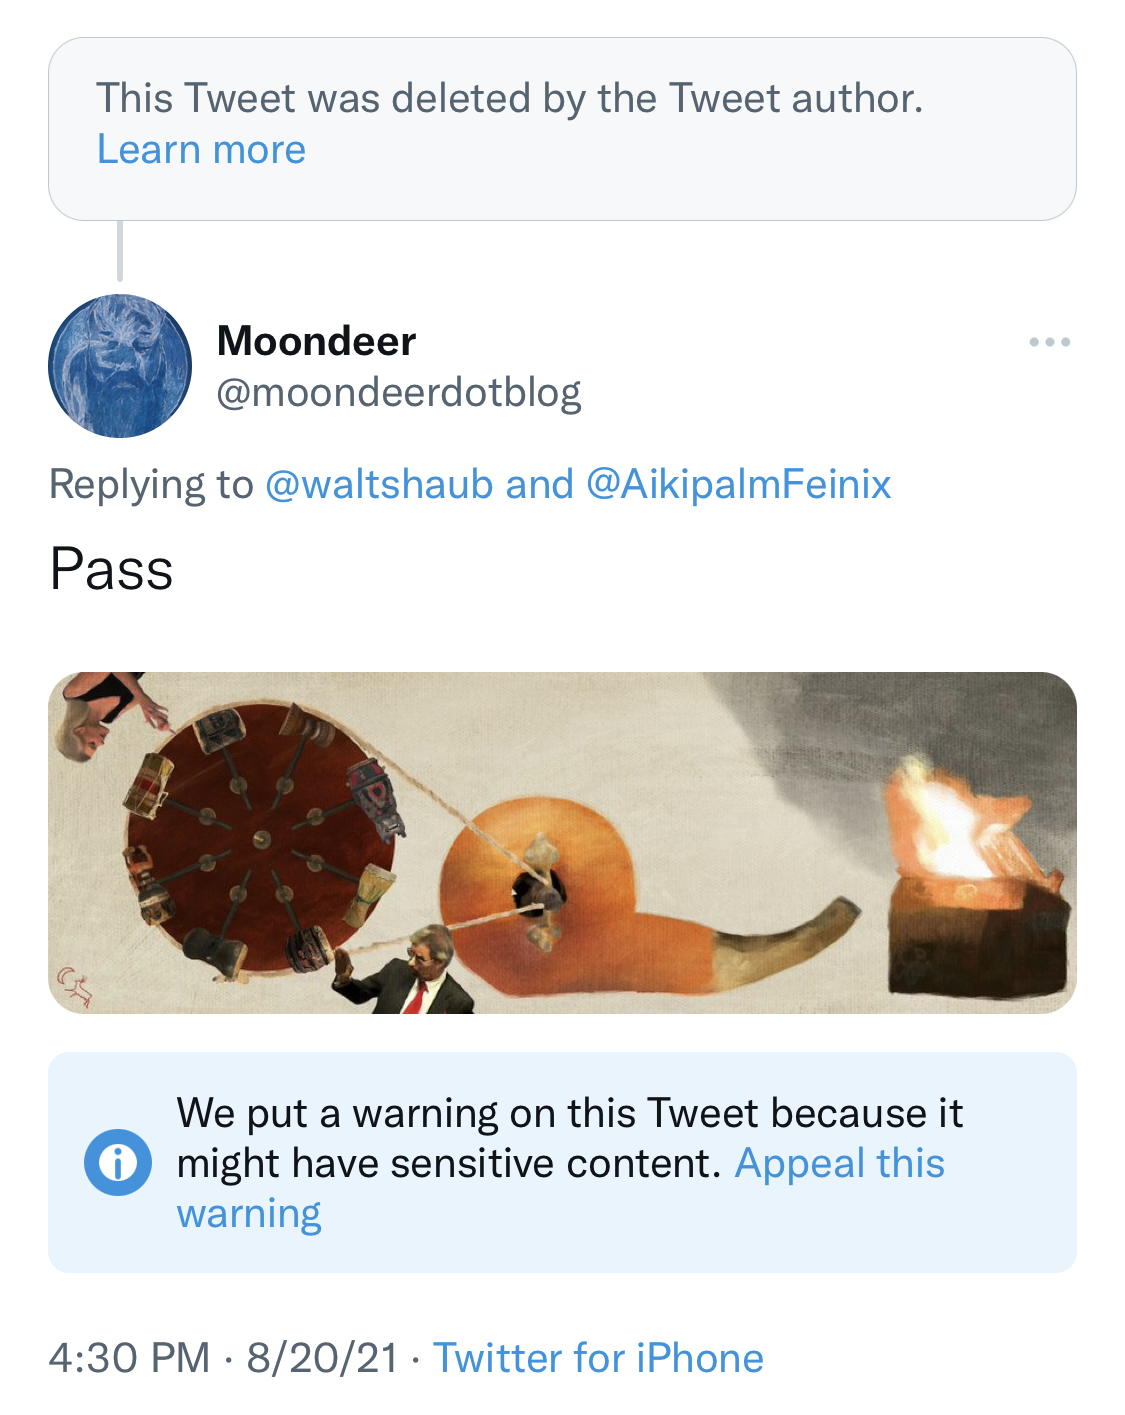 This Tweet was deleted by the Tweet author.
Learn more
Moondeer
@moondeerdotblog
Replying to @waltshaub and @AikipalmFeinix
Pass
We put a warning on this Tweet because it
might have sensitive content. Appeal this
warning
4:30 PM · 8/20/21 · Twitter for iPhone